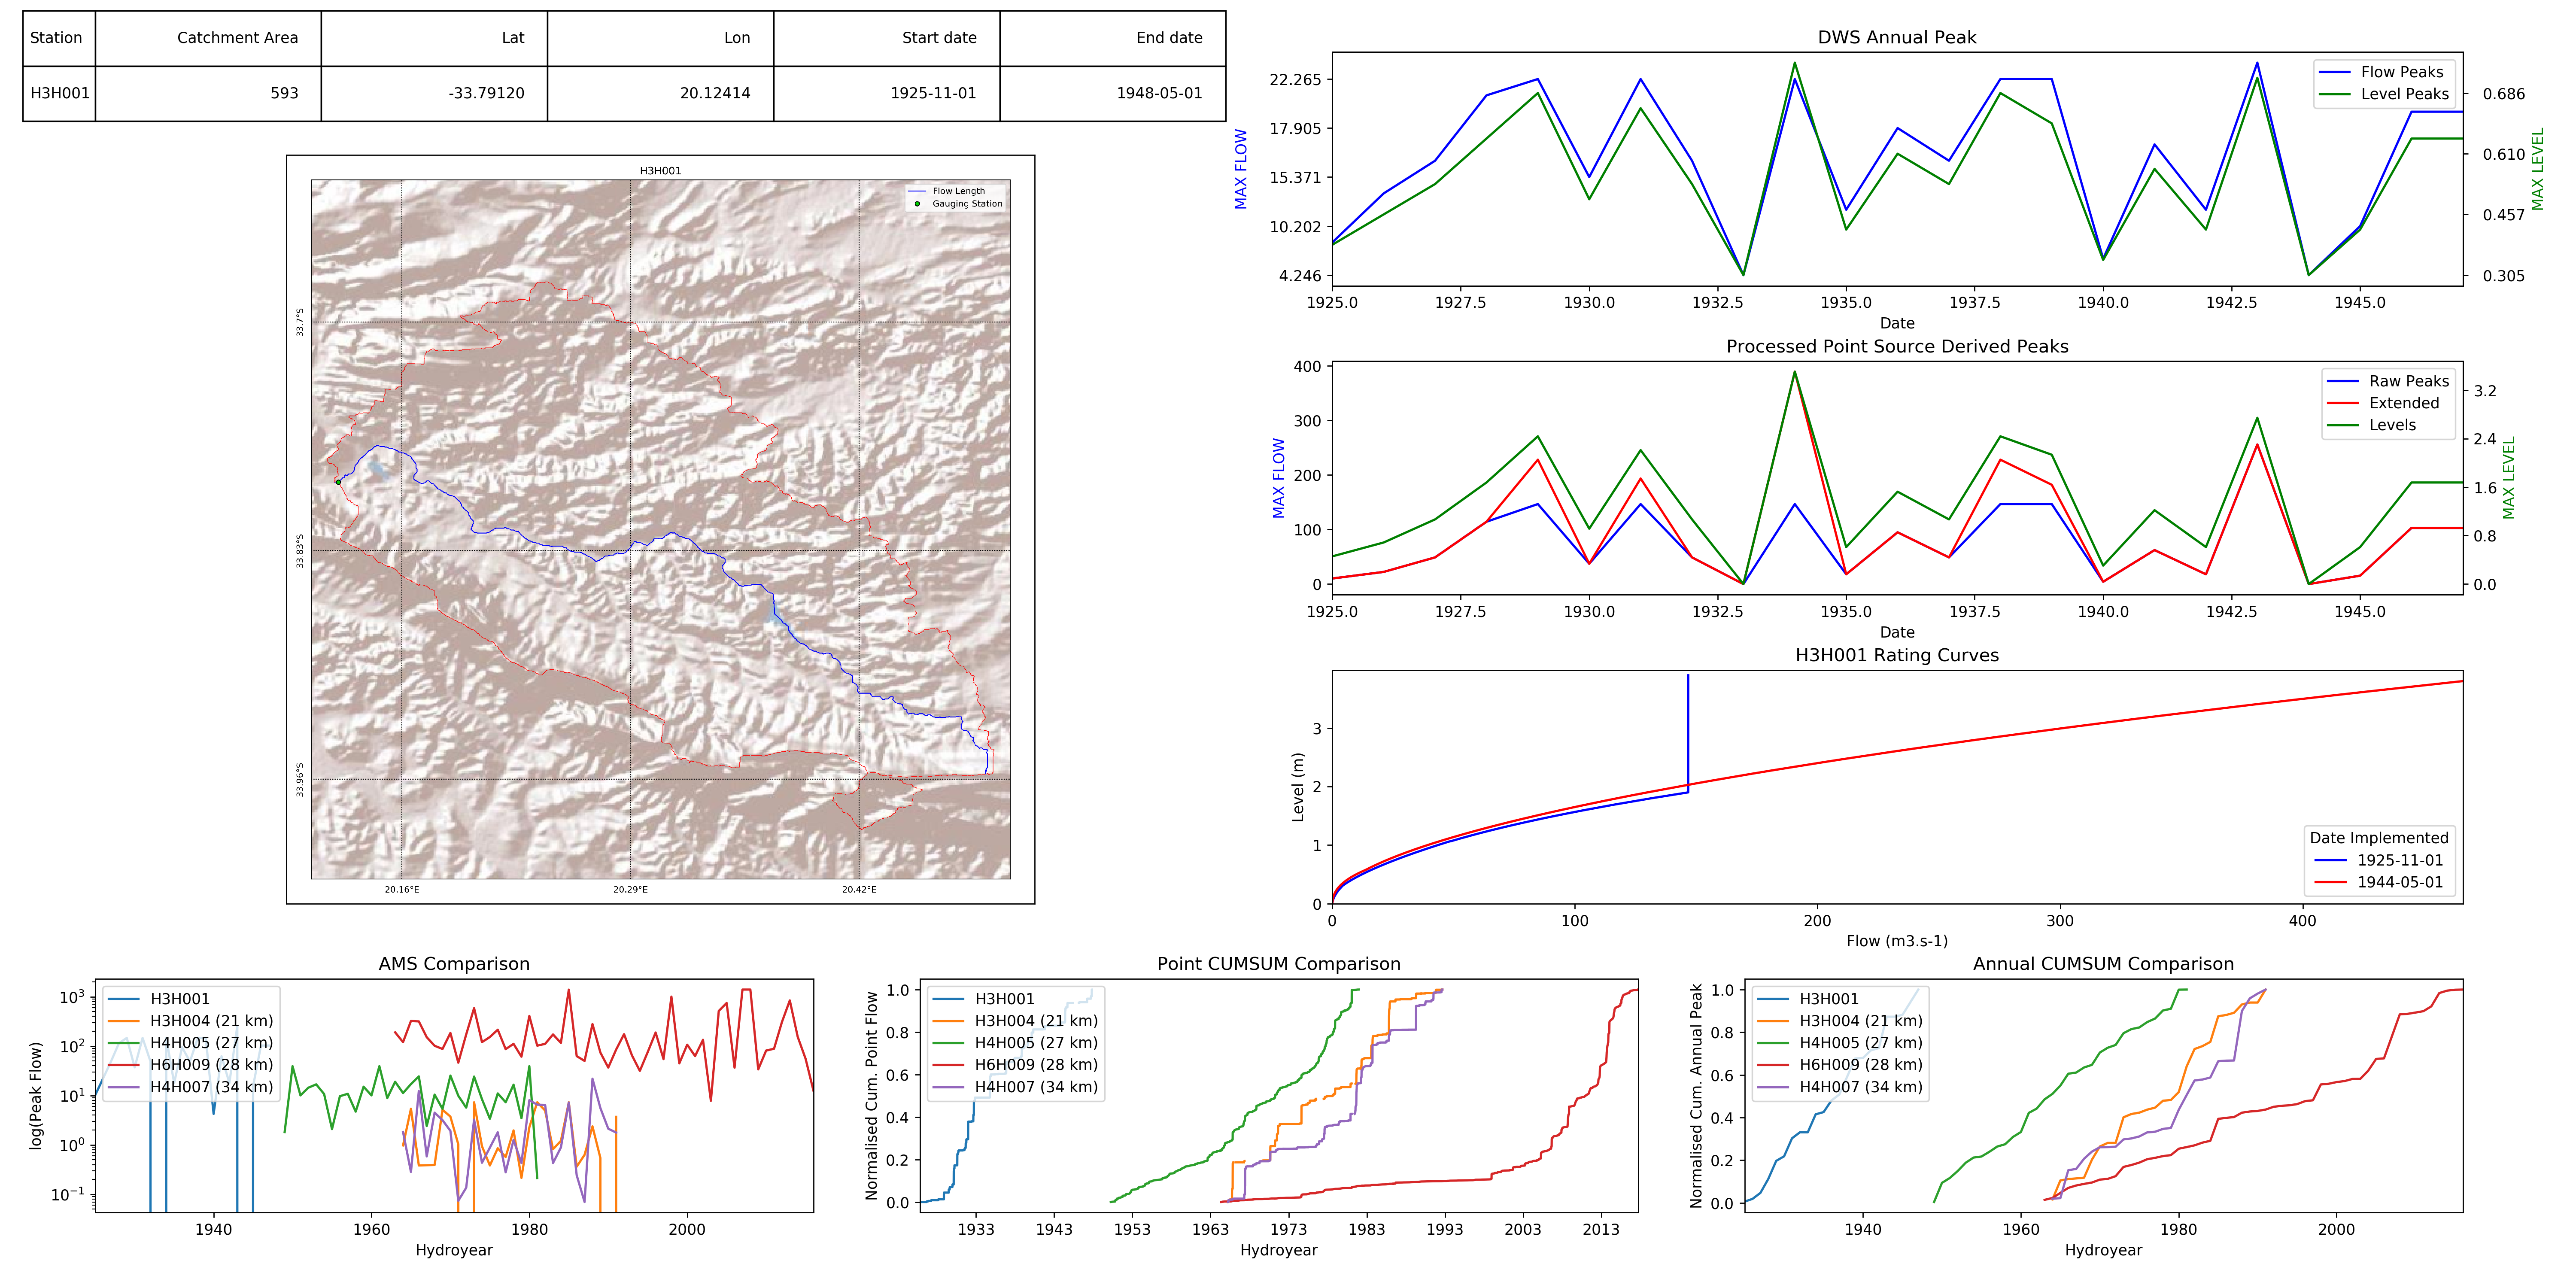 Station Catchment Area Lat Lon Start date End date
H3H001 593 -33.79120 20.12414 1925-11-01 1948-05-01
H3H001
Flow Length
Gauging Station
33.7°S
33.83°S
33.96°S
20.16°E 20.29°E 20.42°E
DWS Annual Peak
MAX FLOW
22.265
17.905
15.371
10.202
4.246
Flow Peaks
Level Peaks
0.686
0.610
0.457
0.305
MAX LEVEL
1925.0 1927.5 1930.0 1932.5 1935.0 1937.5 1940.0 1942.5 1945.0
Date
Processed Point Source Derived Peaks
MAX FLOW
400
300
200
100
0
Raw Peaks
Extended
Levels
3.2
2.4
1.6
0.8
0.0
MAX LEVEL
1925.0 1927.5 1930.0 1932.5 1935.0 1937.5 1940.0 1942.5 1945.0
Date
H3H001 Rating Curves
Level (m)
3
2
1
0
Date Implemented
1925-11-01
1944-05-01
0 100 200 300 400
Flow (m3.s-1)
AMS Comparison
log(Peak Flow)
10³
10²
10¹
10⁰
10⁻¹
H3H001
H3H004 (21 km)
H4H005 (27 km)
H6H009 (28 km)
H4H007 (34 km)
1940 1960 1980 2000
Hydroyear
Point CUMSUM Comparison
Normalised Cum. Point Flow
1.0
0.8
0.6
0.4
0.2
0.0
H3H001
H3H004 (21 km)
H4H005 (27 km)
H6H009 (28 km)
H4H007 (34 km)
1933 1943 1953 1963 1973 1983 1993 2003 2013
Hydroyear
Annual CUMSUM Comparison
Normalised Cum. Annual Peak
1.0
0.8
0.6
0.4
0.2
0.0
H3H001
H3H004 (21 km)
H4H005 (27 km)
H6H009 (28 km)
H4H007 (34 km)
1940 1960 1980 2000
Hydroyear